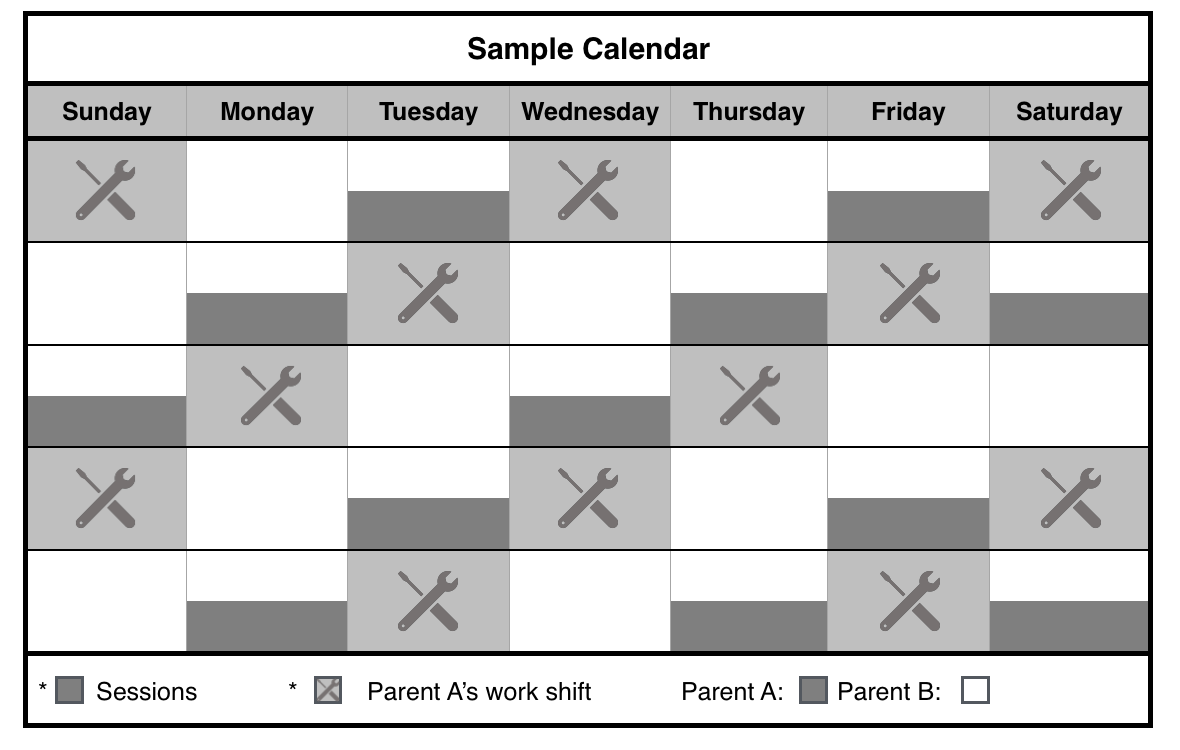 Sample Calendar
Sunday Monday Tuesday Wednesday Thursday Friday Saturday
* Sessions * Parent A’s work shift Parent A: Parent B: